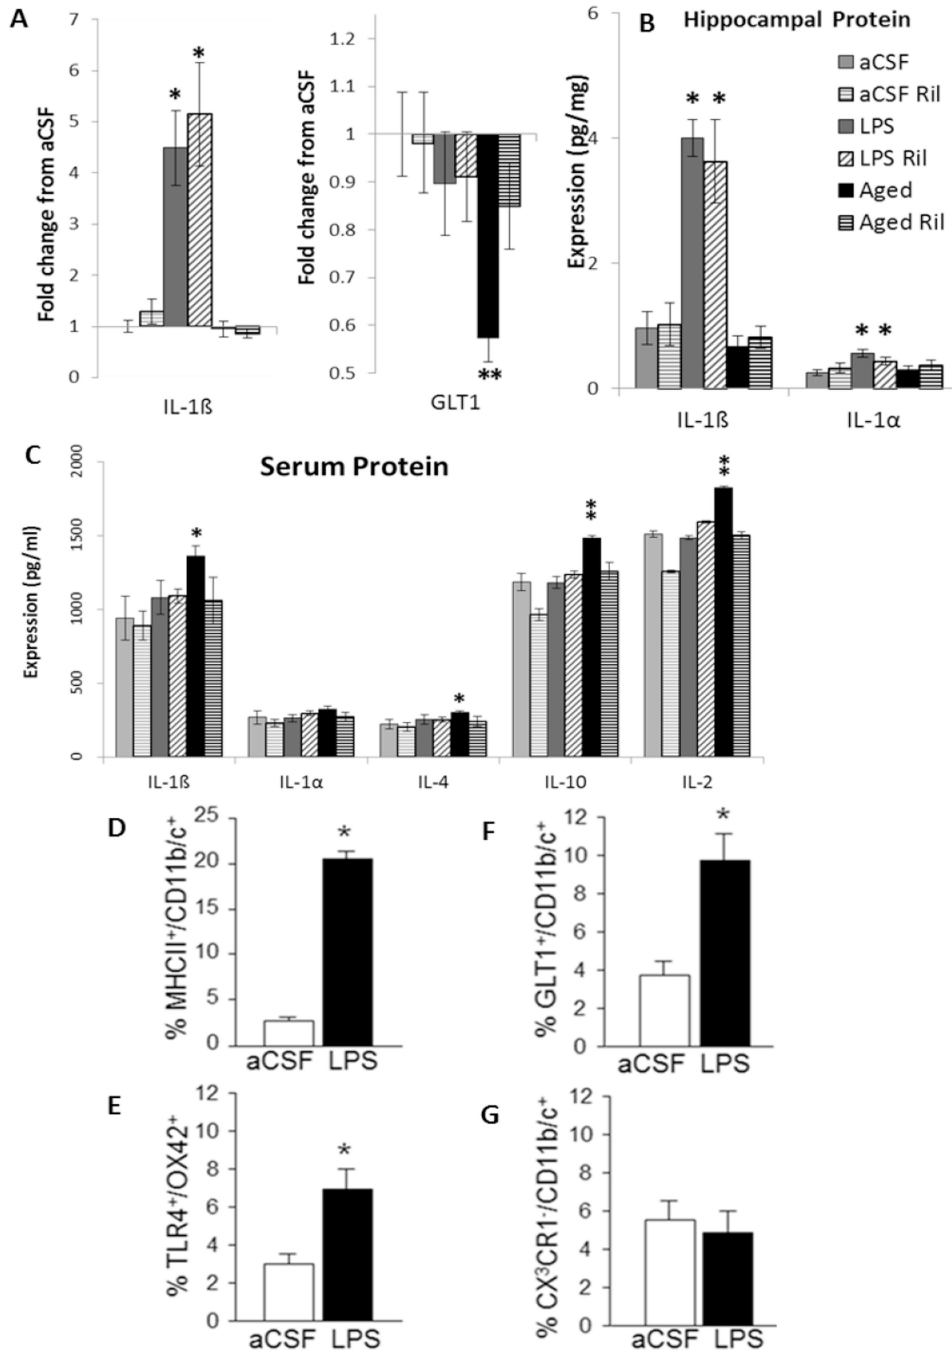 A
Fold change from aCSF
7
6
5
4
3
2
1
0
*
*
IL-1ß
Fold change from aCSF
1.2
1.1
1
0.9
0.8
0.7
0.6
0.5
**
GLT1
B
Hippocampal Protein
Expression (pg/mg)
6
4
2
0
* *
* *
aCSF
aCSF Ril
LPS
LPS Ril
Aged
Aged Ril
IL-1ß
IL-1α
C
Serum Protein
Expression (pg/ml)
2000
1500
1000
500
0
*
*
**
**
IL-1ß
IL-1α
IL-4
IL-10
IL-2
D
% MHCII+/CD11b/c+
25
20
15
10
5
0
*
aCSF LPS
F
% GLT1+/CD11b/c+
12
10
8
6
4
2
0
*
aCSF LPS
E
% TLR4+/OX42+
12
10
8
6
4
2
0
*
aCSF LPS
G
% CX3CR1-/CD11b/c+
12
10
8
6
4
2
0
aCSF LPS